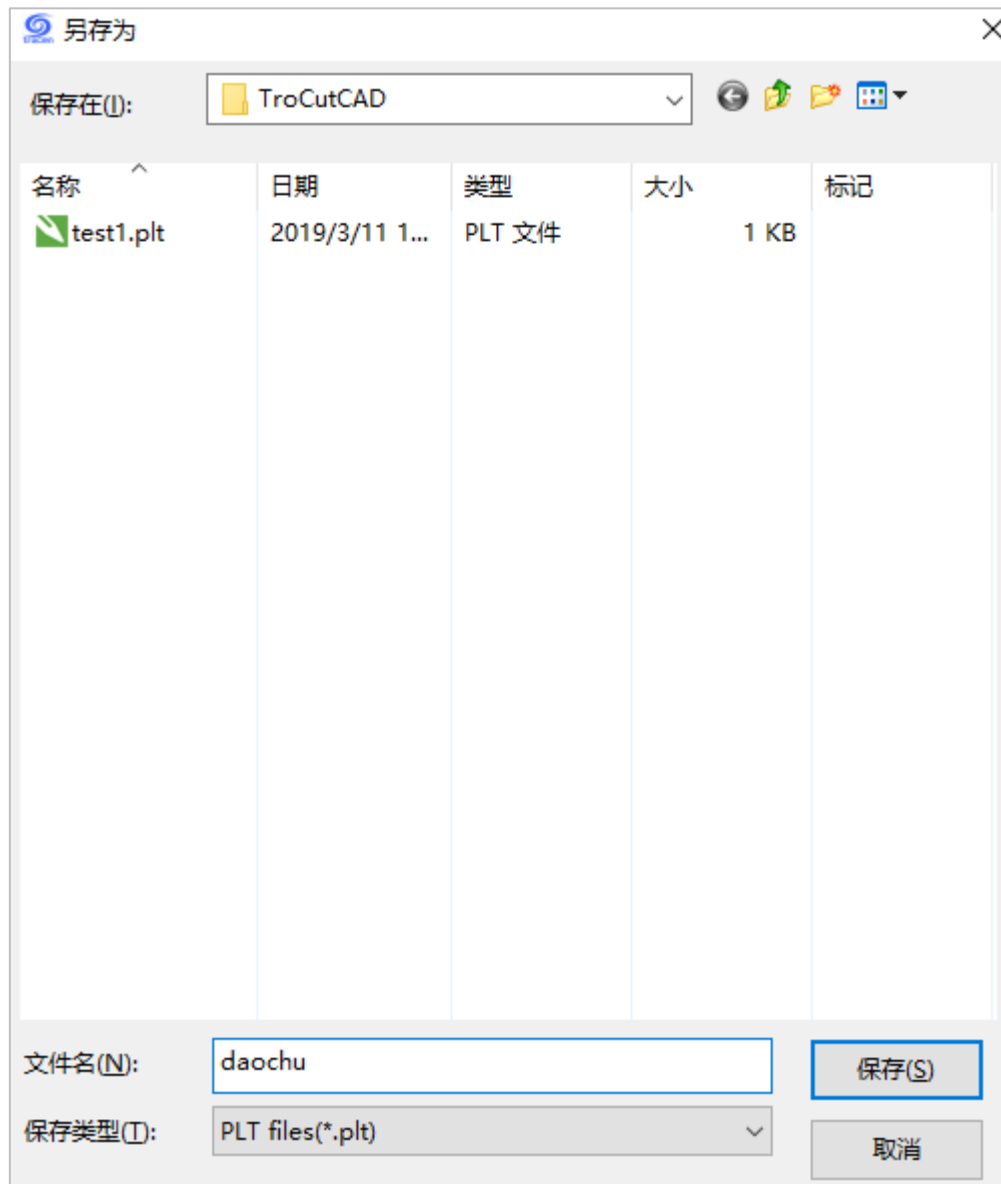 另存为
保存在(I):
TroCutCAD
名称 日期 类型 大小 标记
test1.plt 2019/3/11 1... PLT 文件 1 KB
文件名(N): daochu 保存(S)
保存类型(T): PLT files(*.plt) 取消